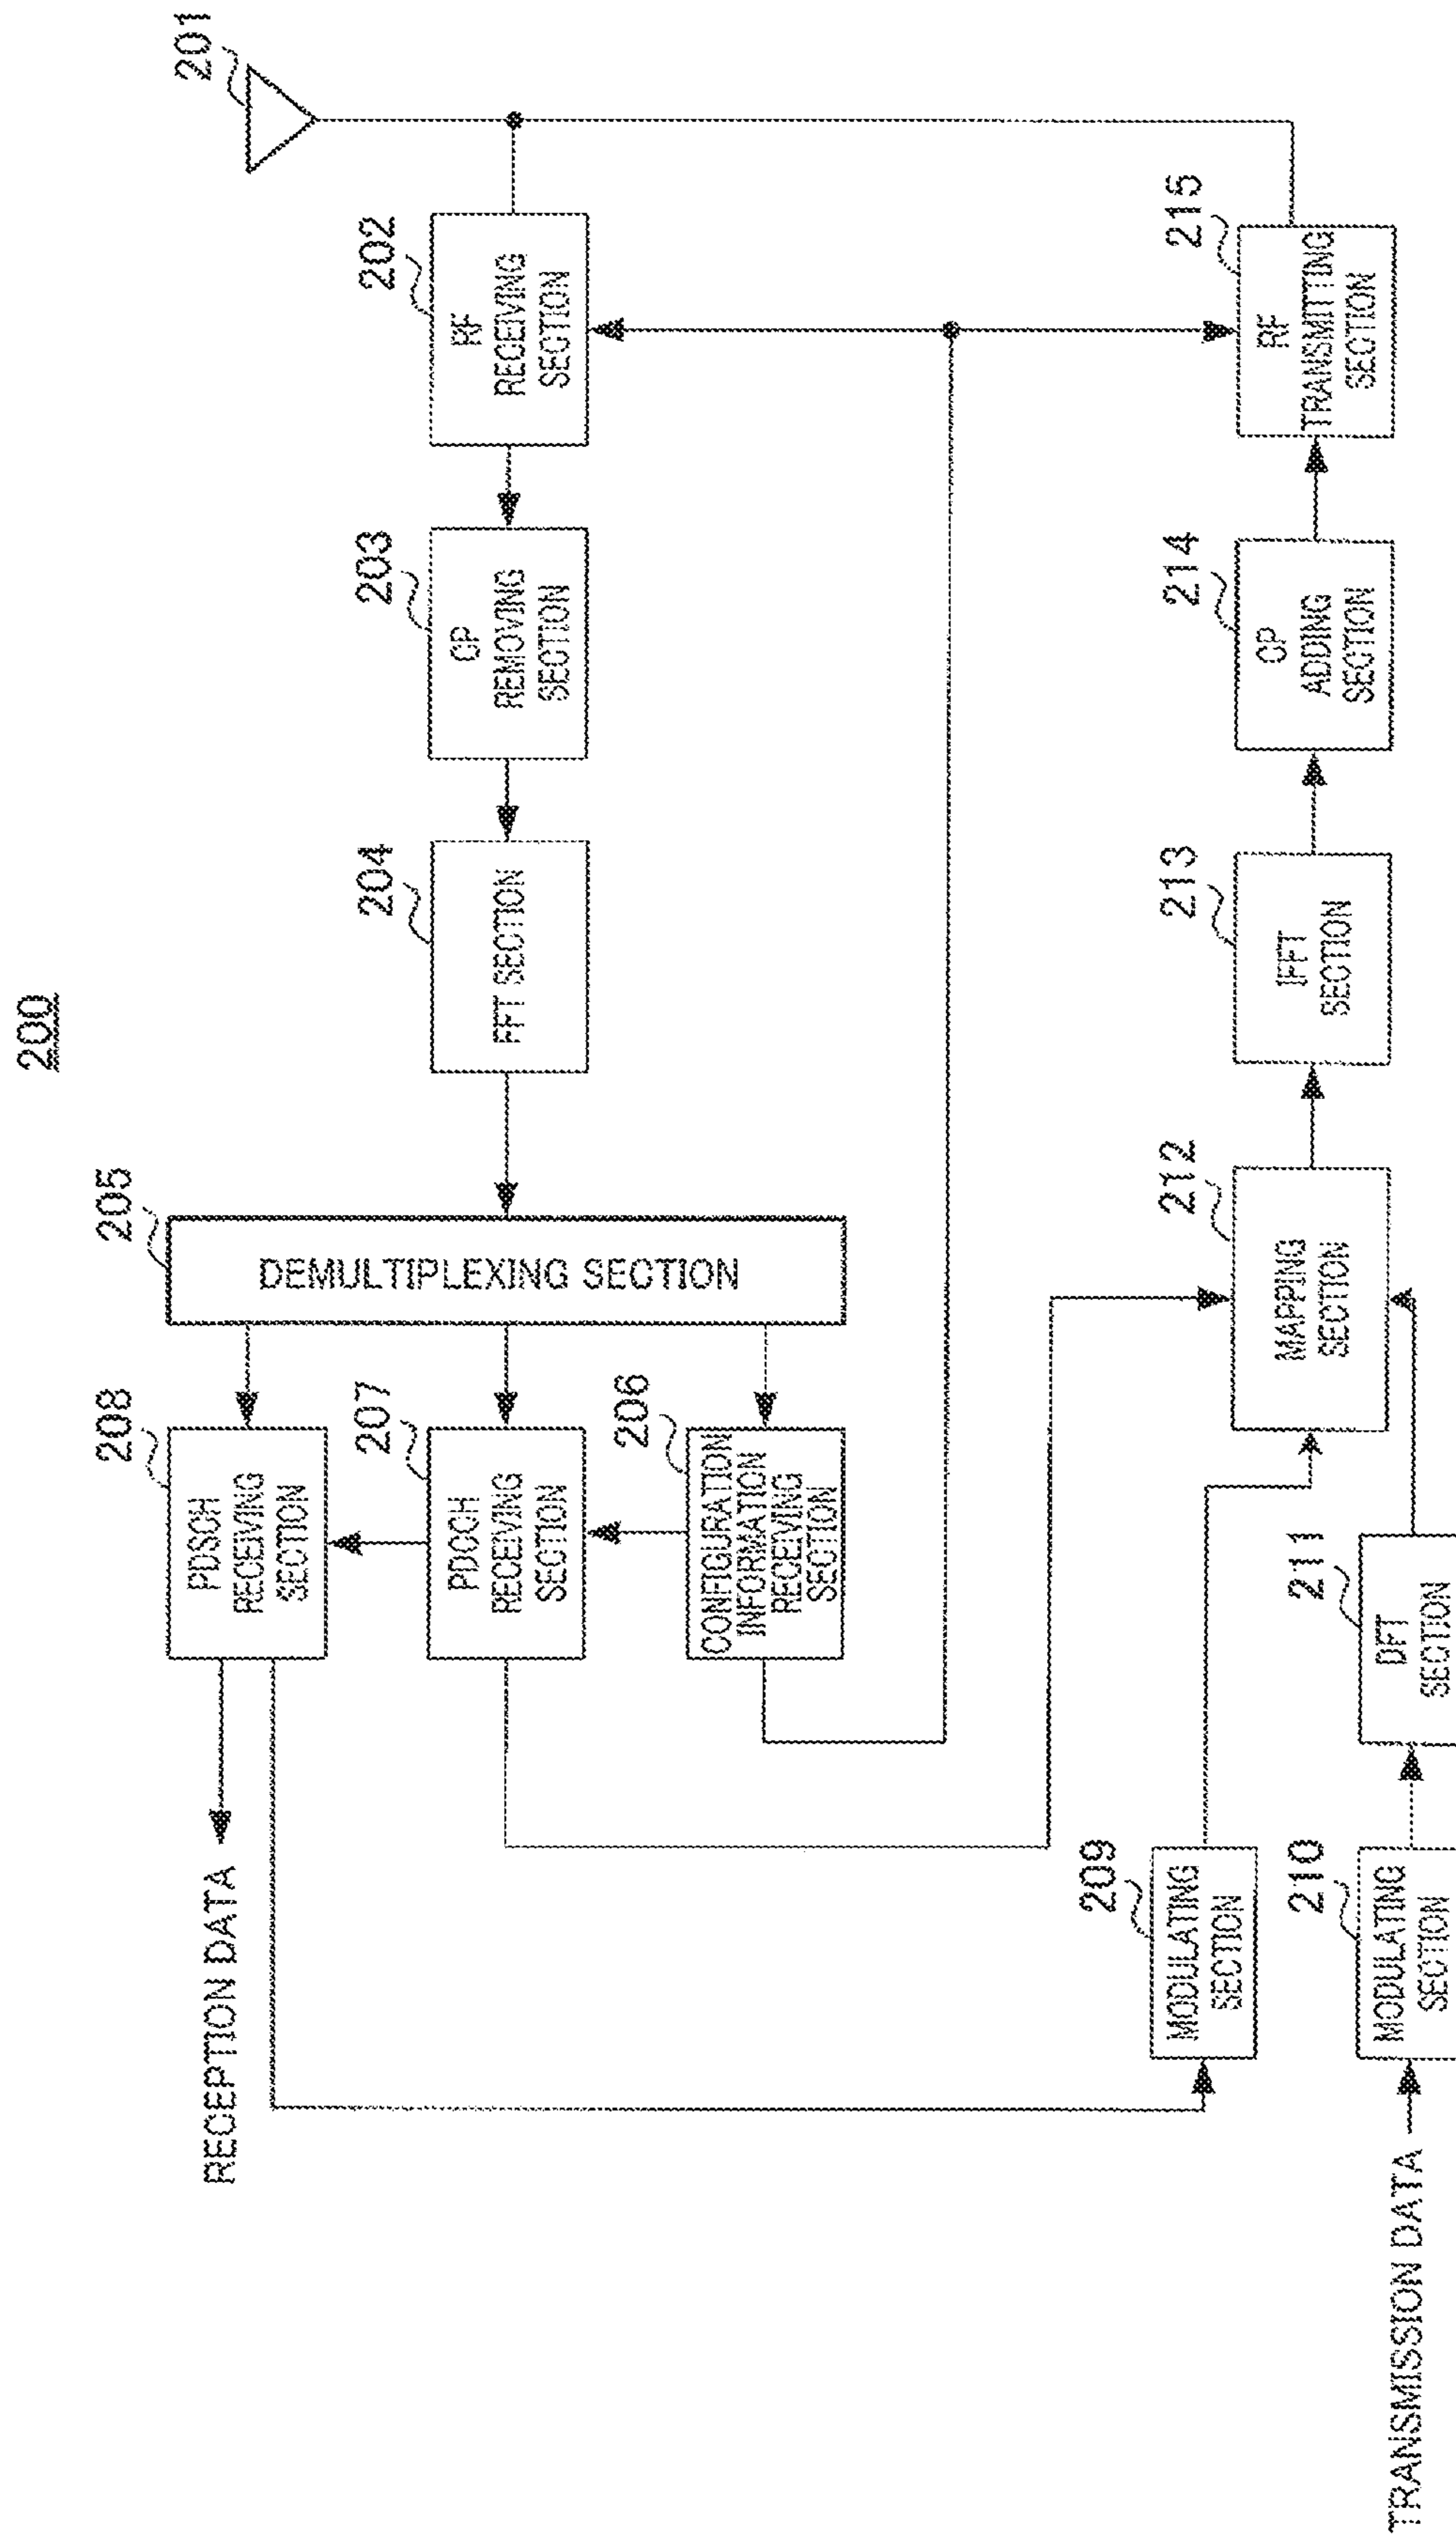 200
201
202
RF
RECEIVING
SECTION
203
CP
REMOVING
SECTION
204
FFT SECTION
205
DEMULTIPLEXING SECTION
208
PDSCH
RECEIVING
SECTION
207
PDCCH
RECEIVING
SECTION
206
CONFIGURATION
INFORMATION
RECEIVING
SECTION
RECEPTION DATA
215
RF
TRANSMITTING
SECTION
214
CP
ADDING
SECTION
213
IFFT
SECTION
212
MAPPING
SECTION
209
MODULATING
SECTION
211
DFT
SECTION
210
MODULATING
SECTION
TRANSMISSION DATA